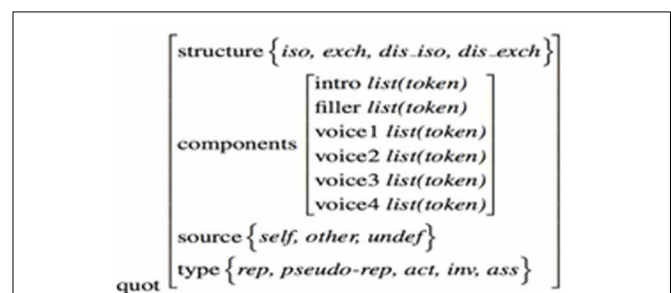 structure {iso, exch, dis_iso, dis_exch}
components
intro list(token)
filler list(token)
voice1 list(token)
voice2 list(token)
voice3 list(token)
voice4 list(token)
source {self, other, undef}
type {rep, pseudo-rep, act, inv, ass}
quot